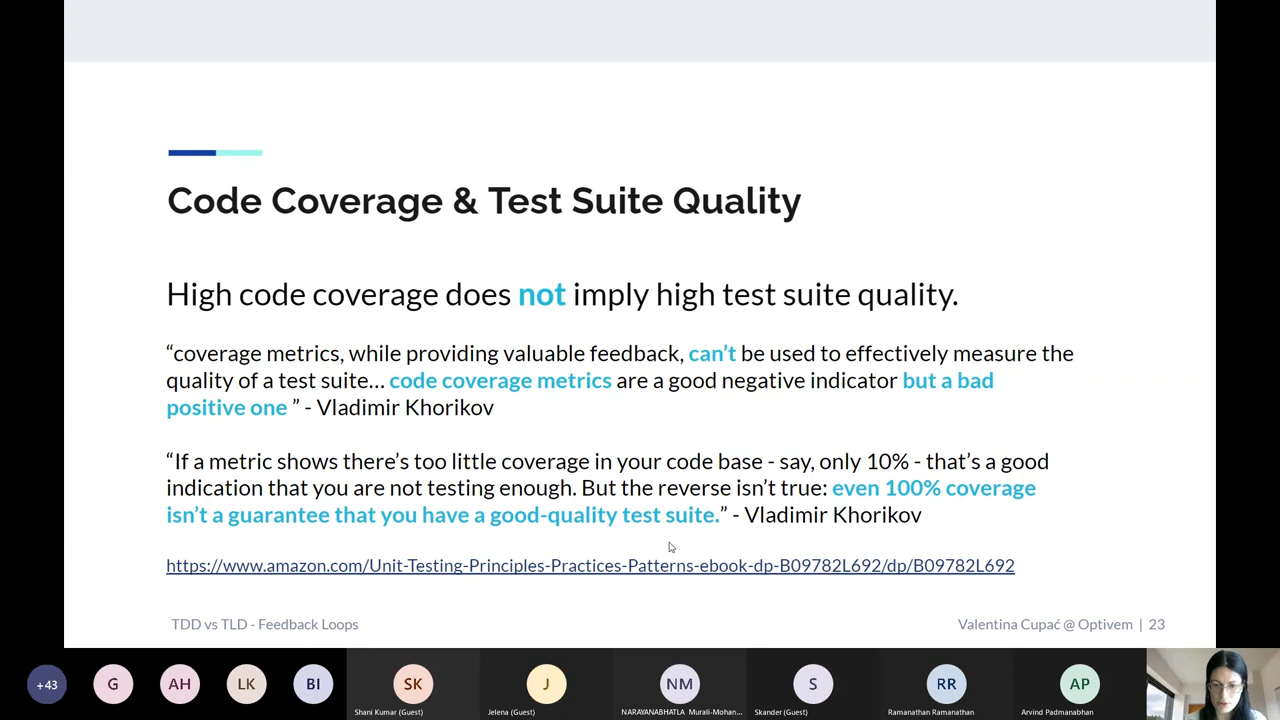 Code Coverage & Test Suite Quality
High code coverage does not imply high test suite quality.
“coverage metrics, while providing valuable feedback, can’t be used to effectively measure the
quality of a test suite... code coverage metrics are a good negative indicator but a bad
positive one ” - Vladimir Khorikov
“If a metric shows there’s too little coverage in your code base - say, only 10% - that’s a good
indication that you are not testing enough. But the reverse isn’t true: even 100% coverage
isn’t a guarantee that you have a good-quality test suite.” - Vladimir Khorikov
https://www.amazon.com/Unit-Testing-Principles-Practices-Patterns-ebook-dp-B09782L692/dp/B09782L692
TDD vs TLD - Feedback Loops
Valentina Cupać @ Optivem | 23
+43
G
AH
LK
BI
SK
J
NM
S
RR
AP
Shani Kumar (Guest)
Jelena (Guest)
NARAYANABHATLA Murali-Mohan...
Skander (Guest)
Ramanathan Ramanathan
Arvind Padmanabhan